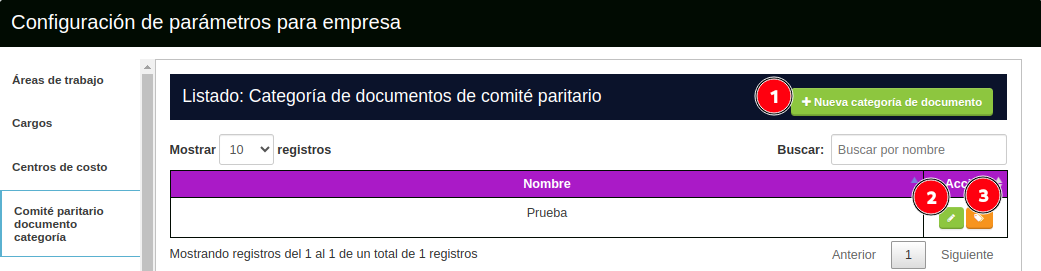 Configuración de parámetros para empresa
Áreas de trabajo
Cargos
Centros de costo
Comité paritario
documento
categoría
Listado: Categoría de documentos de comité paritario
1
Nueva categoría de documento
Mostrar 10 registros
Buscar: Buscar por nombre
Nombre
2
3
Prueba
Mostrando registros del 1 al 1 de un total de 1 registros
Anterior 1 Siguiente